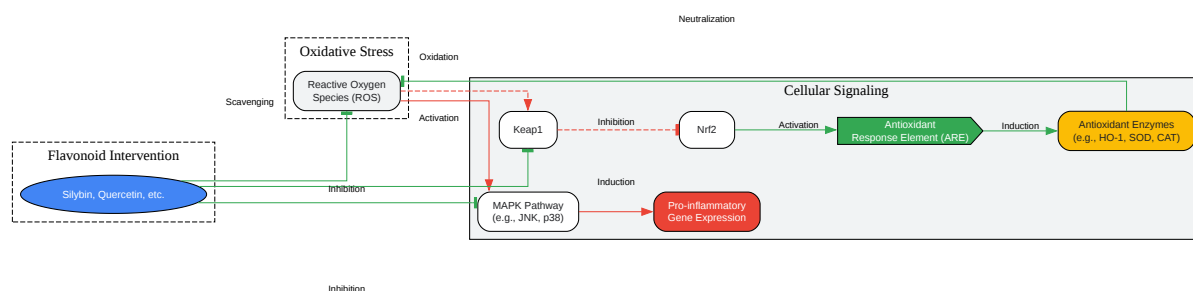 Neutralization
Oxidative Stress
Oxidation
Reactive Oxygen
Species (ROS)
Cellular Signaling
Scavenging
Activation
Keap1
Inhibition
Nrf2
Activation
Antioxidant
Response Element (ARE)
Induction
Antioxidant Enzymes
(e.g., HO-1, SOD, CAT)
Flavonoid Intervention
Silybin, Quercetin, etc.
Inhibition
MAPK Pathway
(e.g., JNK, p38)
Induction
Pro-inflammatory
Gene Expression
Inhibition